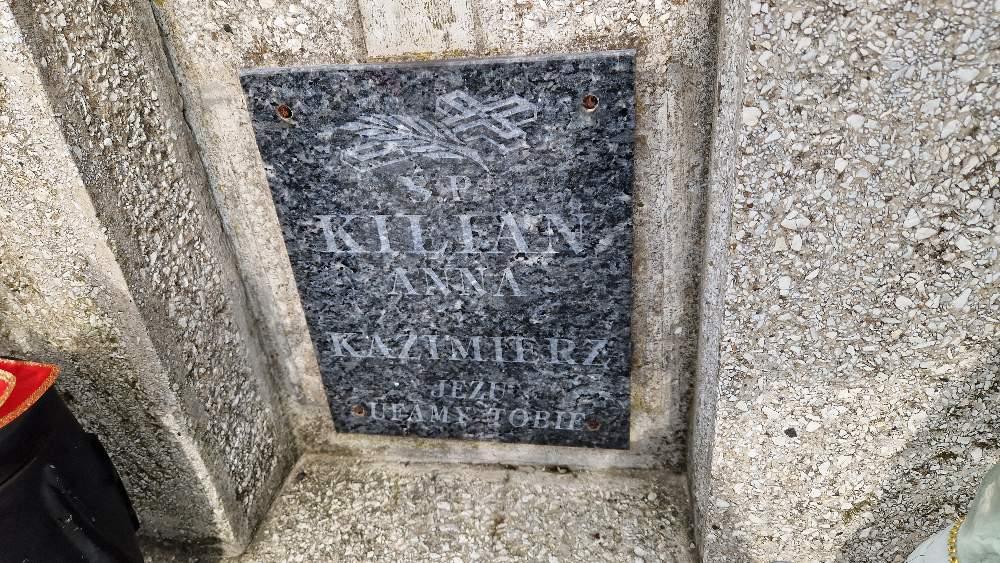 Ś.P.
KILIAN
ANNA
KAZIMIERZ
JEZU
UFAMY TOBIE